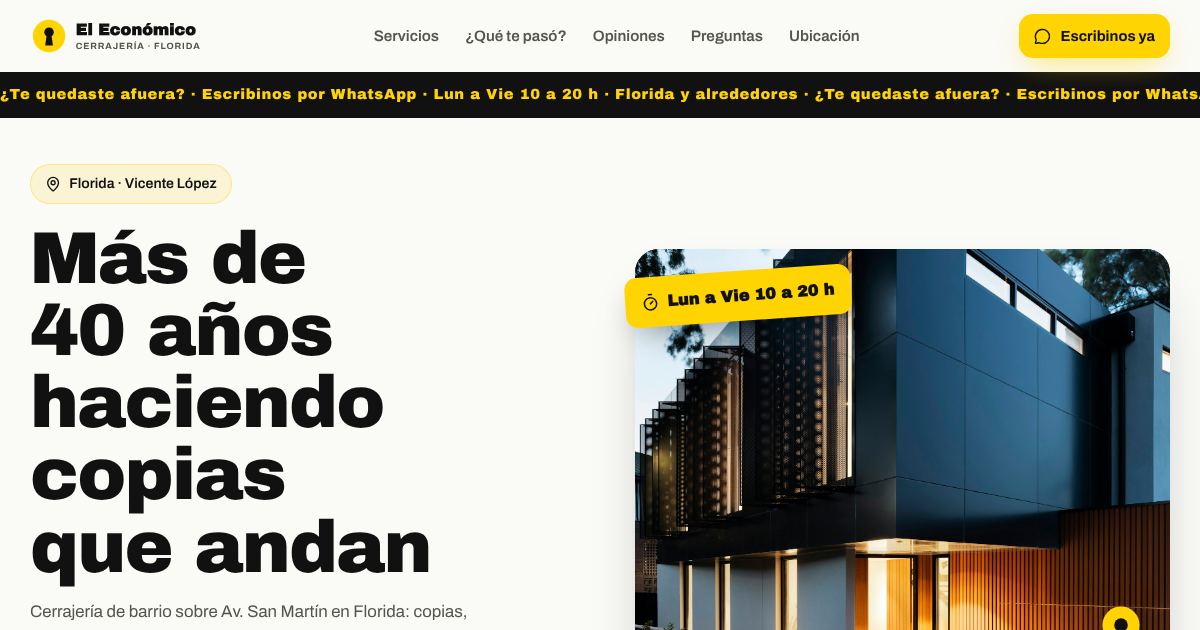 El Económico
CERRAJERÍA · FLORIDA
Servicios
¿Qué te pasó?
Opiniones
Preguntas
Ubicación
Escribinos ya
¿Te quedaste afuera? · Escribinos por WhatsApp · Lun a Vie 10 a 20 h · Florida y alrededores · ¿Te quedaste afuera? · Escribinos por Whats
Florida · Vicente López
Más de
40 años
haciendo
copias
que andan
Lun a Vie 10 a 20 h
Cerrajería de barrio sobre Av. San Martín en Florida: copias,